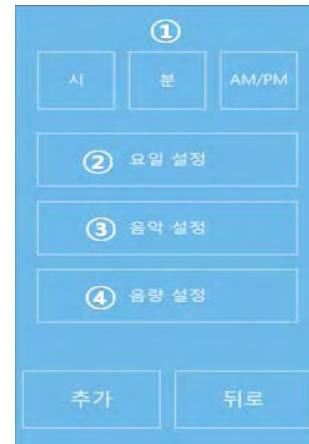 ①
시 분 AM/PM
② 요일 설정
③ 음악 설정
④ 음량 설정
추가 뒤로